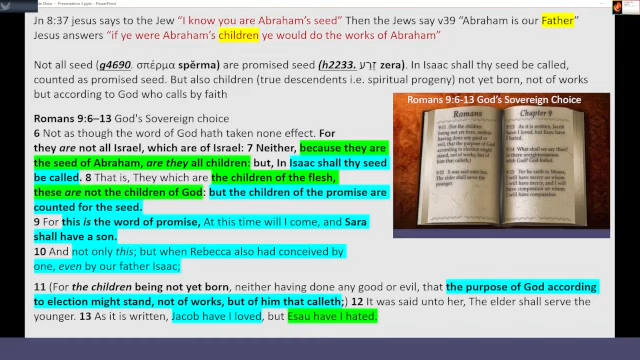 Jn 8:37 jesus says to the Jew “I know you are Abraham’s seed” Then the Jews say v39 “Abraham is our Father”
Jesus answers “if ye were Abraham’s children ye would do the works of Abraham”
Not all seed (g4690. σπέρμα spĕrma) are promised seed (h2233. זֶרַע zera). In Isaac shall thy seed be called,
counted as promised seed. But also children (true descendents i.e. spiritual progeny) not yet born, not of works
but according to God who calls by faith
Romans 9:6–13 God's Sovereign choice
6 Not as though the word of God hath taken none effect. For
they are not all Israel, which are of Israel: 7 Neither, because they are
the seed of Abraham, are they all children: but, In Isaac shall thy seed
be called. 8 That is, They which are the children of the flesh,
these are not the children of God: but the children of the promise are
counted for the seed.
9 For this is the word of promise, At this time will I come, and Sara
shall have a son.
10 And not only this; but when Rebecca also had conceived by
one, even by our father Isaac;
11 (For the children being not yet born, neither having done any good or evil, that the purpose of God according
to election might stand, not of works, but of him that calleth;) 12 It was said unto her, The elder shall serve the
younger. 13 As it is written, Jacob have I loved, but Esau have I hated.
Romans 9:6-13 God’s Sovereign Choice
Romans
Chapter 9